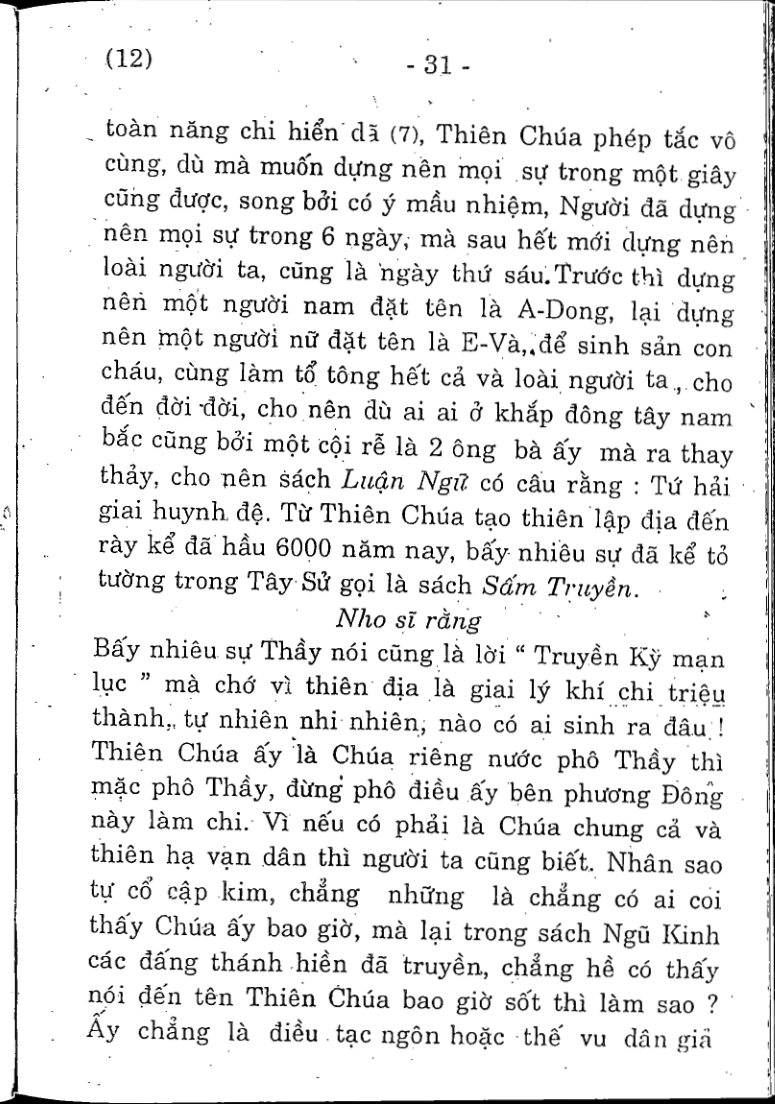 (12)
- 31 -
toàn năng chi hiển dã (7), Thiên Chúa phép tắc vô
cùng, dù mà muốn dựng nên mọi sự trong một giây
cũng được, song bởi có ý mầu nhiệm, Người đã dựng
nên mọi sự trong 6 ngày, mà sau hết mới dựng nên
loài người ta, cũng là ngày thứ sáu. Trước thì dựng
nên một người nam đặt tên là A-Dong, lại dựng
nên một người nữ đặt tên là E-Và, để sinh sản con
cháu, cùng làm tổ tông hết cả và loài người ta, cho
đến đời đời, cho nên dù ai ai ở khắp đông tây nam
bắc cũng bởi một cội rễ là 2 ông bà ấy mà ra thay
thảy, cho nên sách Luận Ngữ có câu rằng : Tứ hải
giai huynh đệ. Từ Thiên Chúa tạo thiên lập địa đến
rày kể đã hầu 6000 năm nay, bấy nhiêu sự đã kể tỏ
tường trong Tây Sử gọi là sách Sấm Truyền.
Nho sĩ rằng
Bấy nhiêu sự Thầy nói cũng là lời “ Truyền Kỳ mạn
lục ” mà chớ vì thiên địa là giai lý khí chi triệu
thành, tự nhiên nhi nhiên, nào có ai sinh ra đâu !
Thiên Chúa ấy là Chúa riêng nước phô Thầy thì
mặc phô Thầy, đừng phô điều ấy bên phương Đông
này làm chi. Vì nếu có phải là Chúa chung cả và
thiên hạ vạn dân thì người ta cũng biết. Nhân sao
tự cổ cập kim, chẳng những là chẳng có ai coi
thấy Chúa ấy bao giờ, mà lại trong sách Ngũ Kinh
các đấng thánh hiền đã truyền, chẳng hề có thấy
nói đến tên Thiên Chúa bao giờ sốt thì làm sao ?
Ấy chẳng là điều tạc ngôn hoặc thế vu dân giả